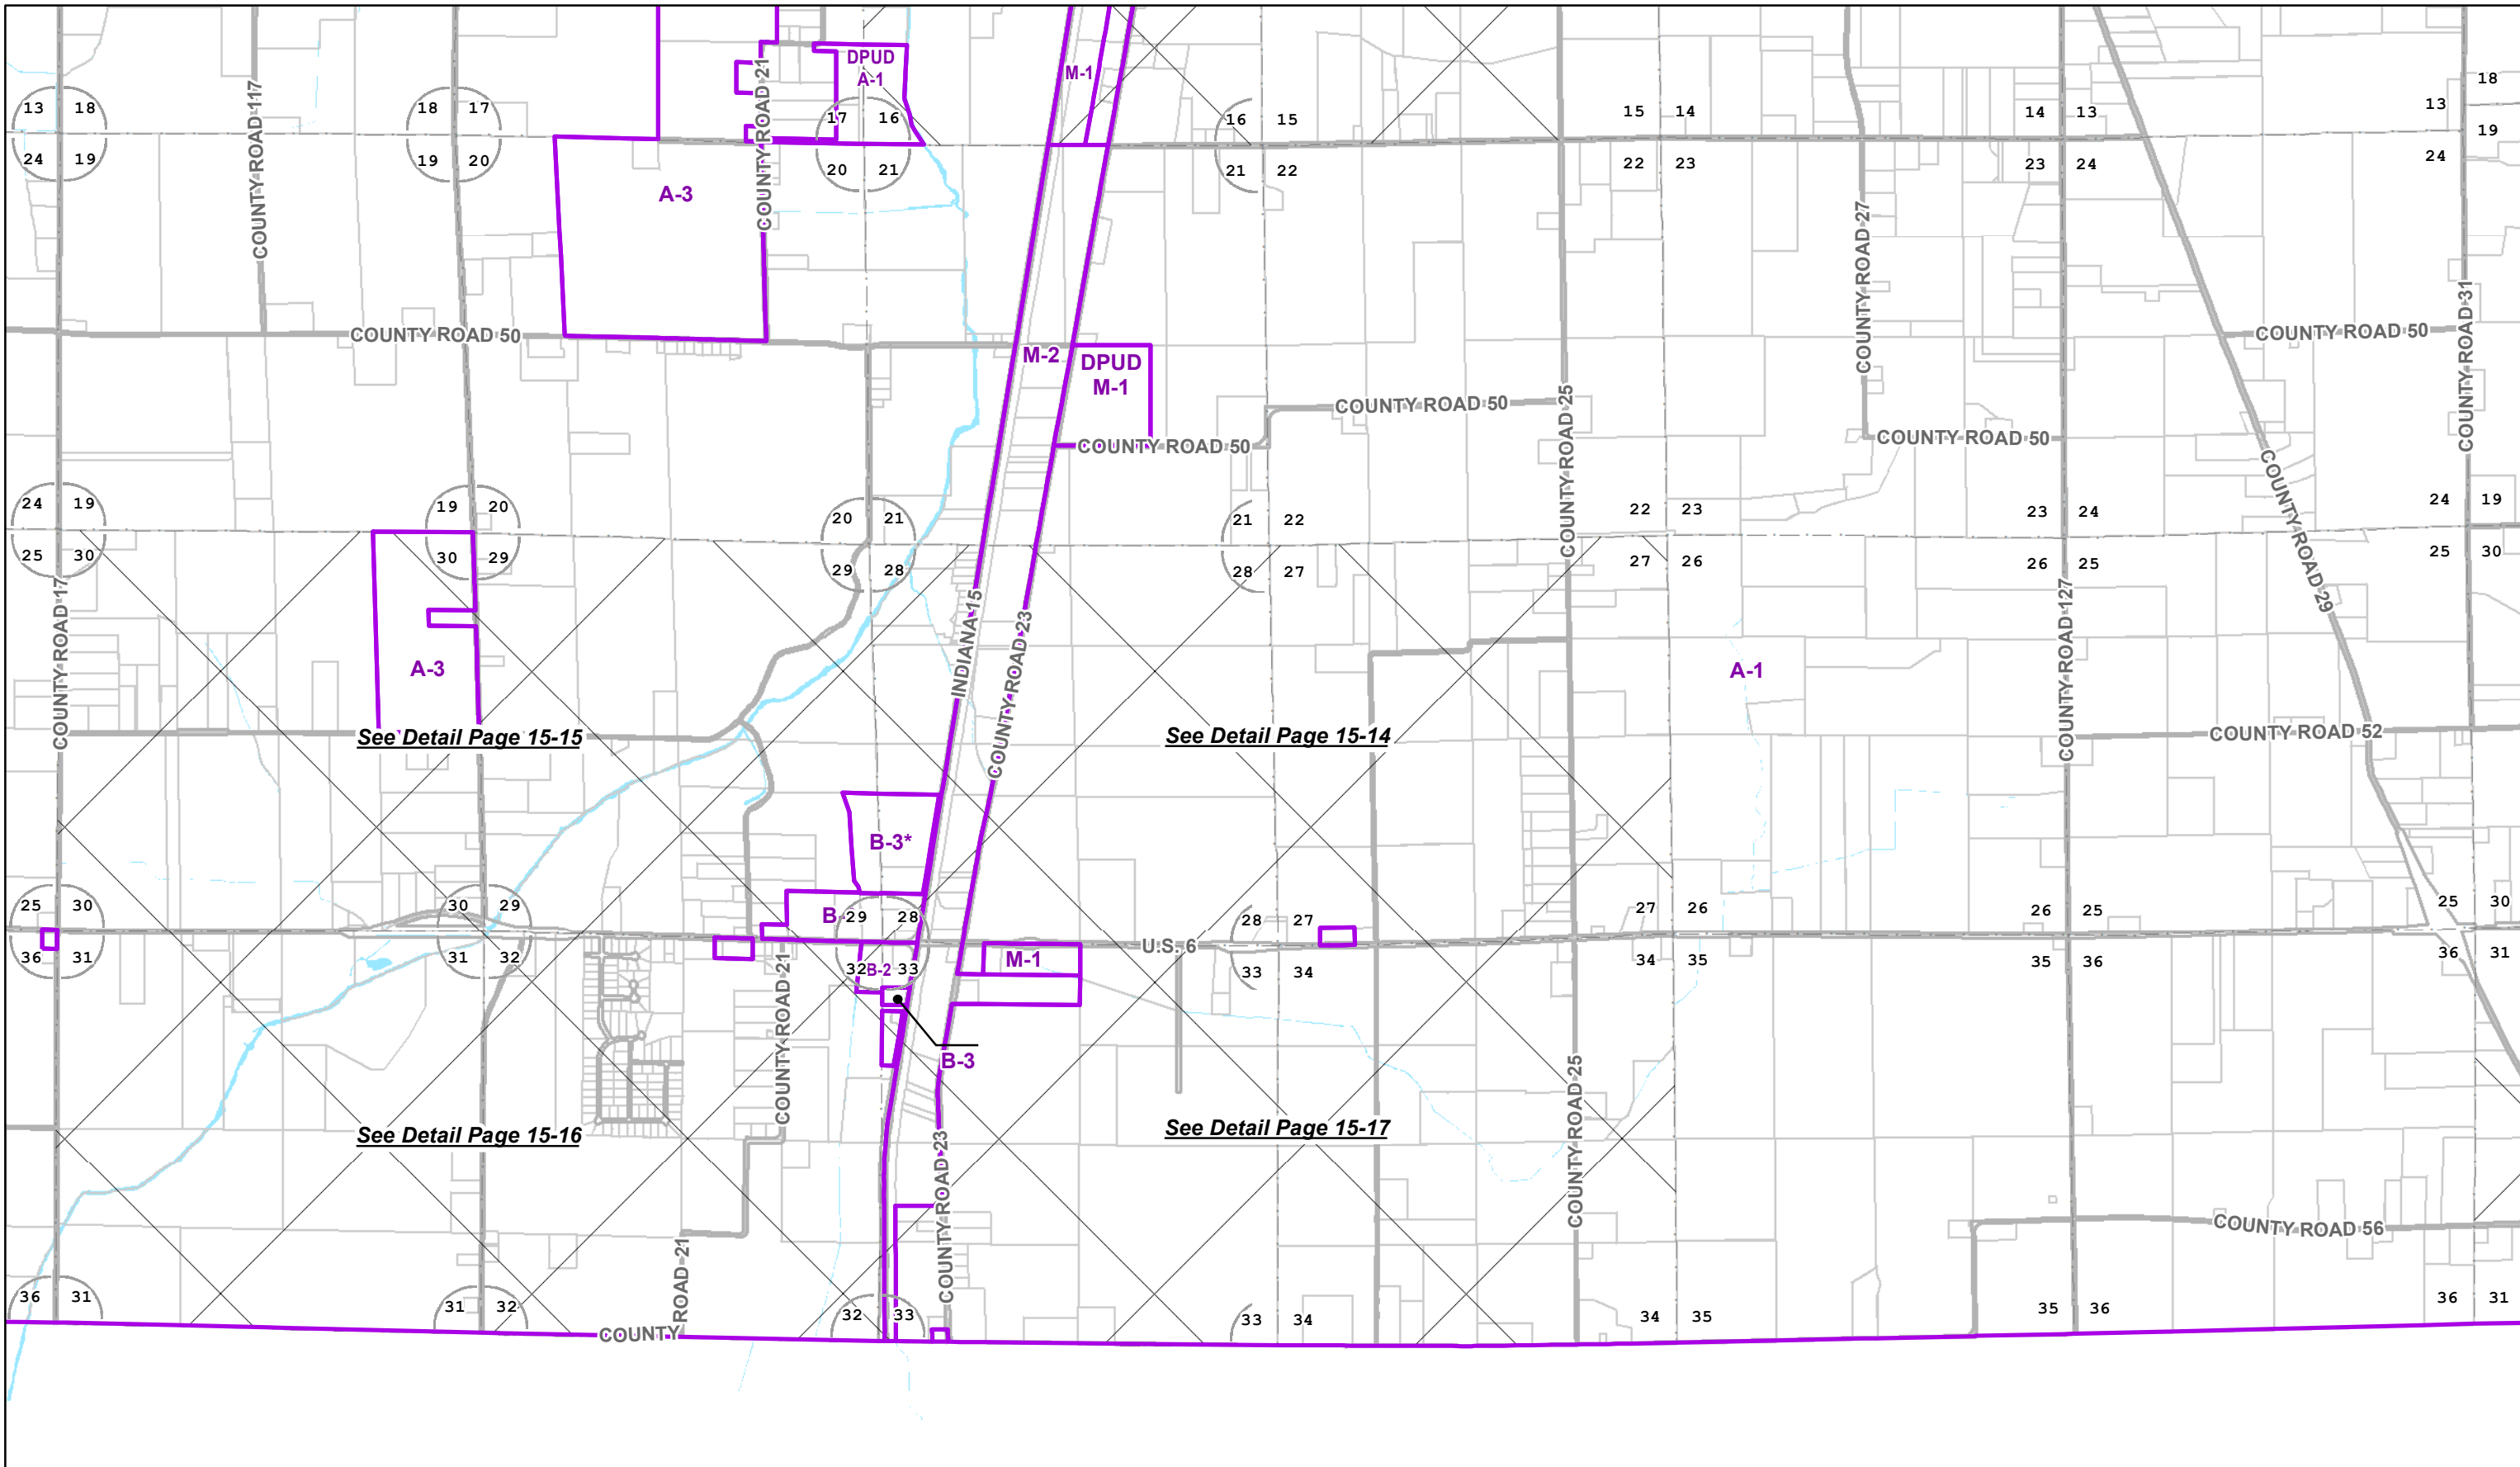 DPUD
A-1
M-1
COUNTY ROAD 117
COUNTY ROAD 21
13 18
24 19
18 17
19 20
17 16
20 21
16 15
21 22
15 14
22 23
14 13
23 24
18
13
19
24
A-3
COUNTY ROAD 27
COUNTY ROAD 31
COUNTY ROAD 50
COUNTY ROAD 50
M-2
DPUD
M-1
COUNTY ROAD 50
COUNTY ROAD 25
COUNTY ROAD 50
COUNTY ROAD 50
COUNTY ROAD 29
24 19
25 30
19 20
30 29
20 21
29 28
21 22
28 27
22 23
27 26
23 24
26 25
24 19
25 30
COUNTY ROAD 17
INDIANA 15
COUNTY ROAD 23
COUNTY ROAD 127
A-3
A-1
See Detail Page 15-15
See Detail Page 15-14
COUNTY ROAD 52
B-3*
25 30
36 31
30 29
31 32
B-
29 28
32 33
B-2
28 27
33 34
27 26
34 35
26 25
35 36
25 30
36 31
U.S. 6
M-1
COUNTY ROAD 21
B-3
COUNTY ROAD 25
See Detail Page 15-16
See Detail Page 15-17
COUNTY ROAD 23
COUNTY ROAD 56
COUNTY ROAD 21
36 31
31 32
32 33
33 34
34 35
35 36
36 31
COUNTY